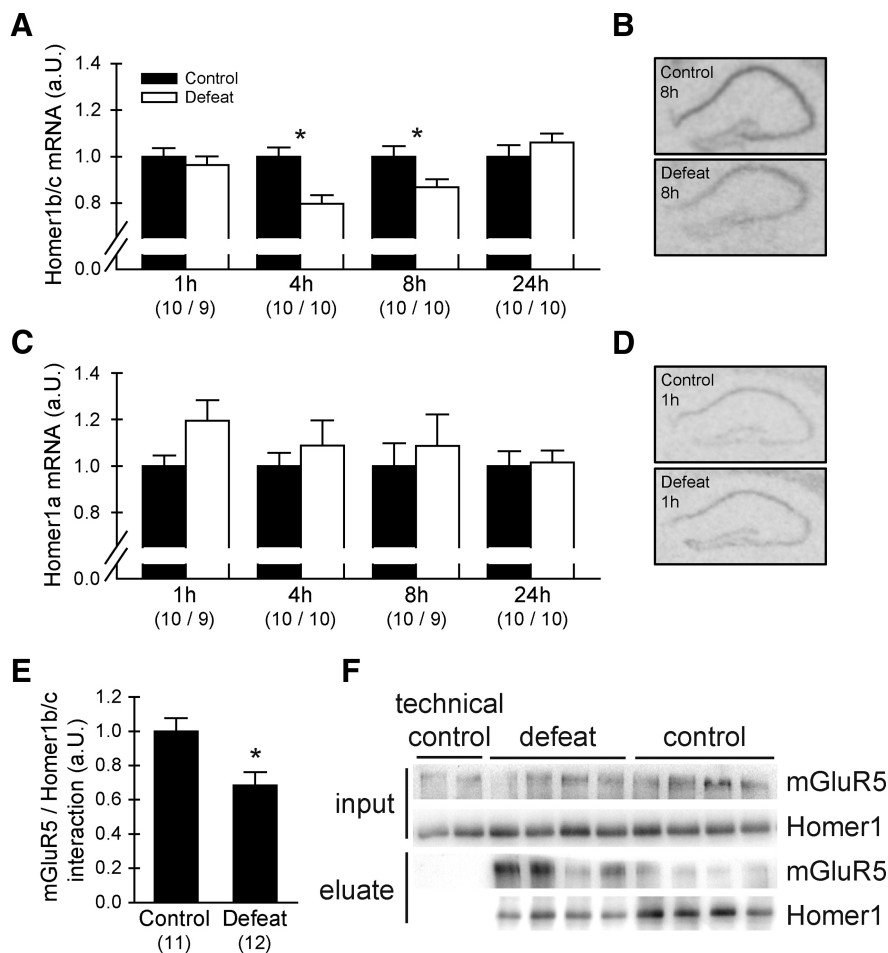 A
Homer1b/c mRNA (a.U.)
1.4
1.2
1.0
0.8
0.0
Control
Defeat
*
*
1h
4h
8h
24h
(10 / 9)
(10 / 10)
(10 / 10)
(10 / 10)
B
Control
8h
Defeat
8h
C
Homer1a mRNA (a.U.)
1.4
1.2
1.0
0.8
0.0
1h
4h
8h
24h
(10 / 9)
(10 / 10)
(10 / 9)
(10 / 10)
D
Control
1h
Defeat
1h
E
mGluR5 / Homer1b/c
interaction (a.U.)
1.2
1.0
0.8
0.6
0.4
0.2
0.0
*
Control
Defeat
(11)
(12)
F
technical
control
defeat
control
input
mGluR5
Homer1
eluate
mGluR5
Homer1